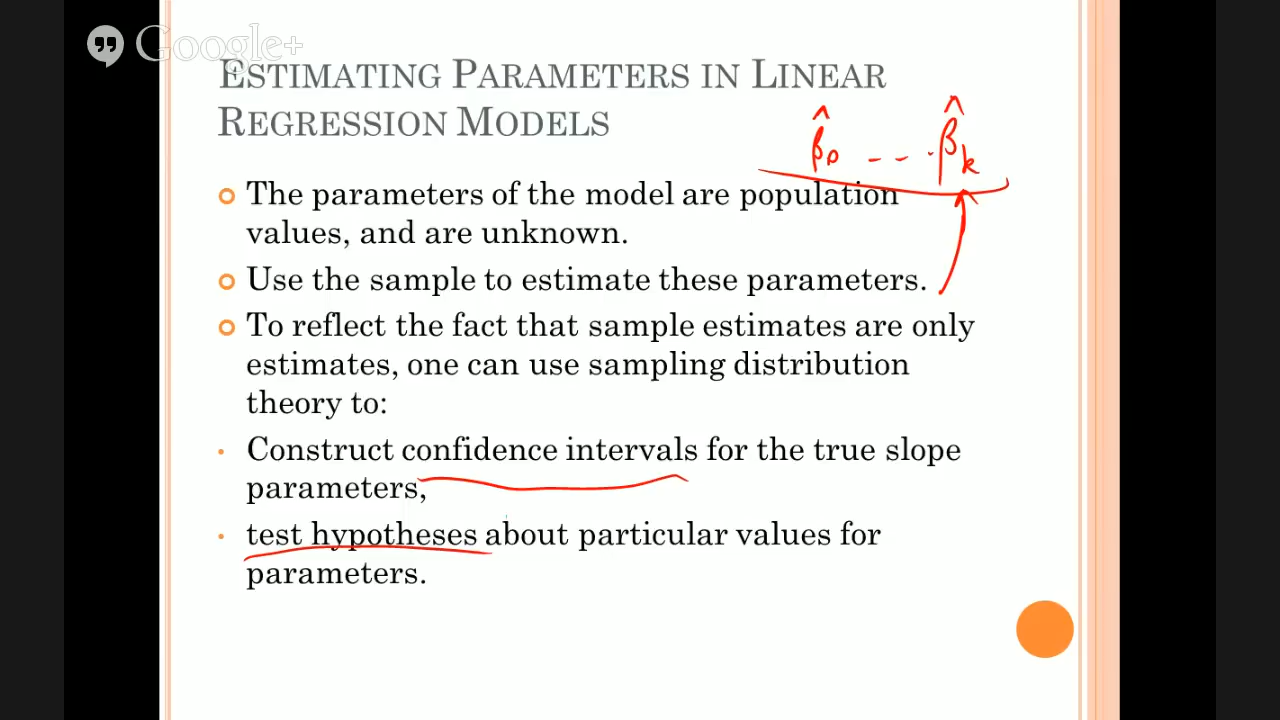 Google+
ESTIMATING PARAMETERS IN LINEAR
REGRESSION MODELS
β̂₀ -- -. β̂ₖ
The parameters of the model are population
values, and are unknown.
Use the sample to estimate these parameters.
To reflect the fact that sample estimates are only
estimates, one can use sampling distribution
theory to:
Construct confidence intervals for the true slope
parameters,
test hypotheses about particular values for
parameters.